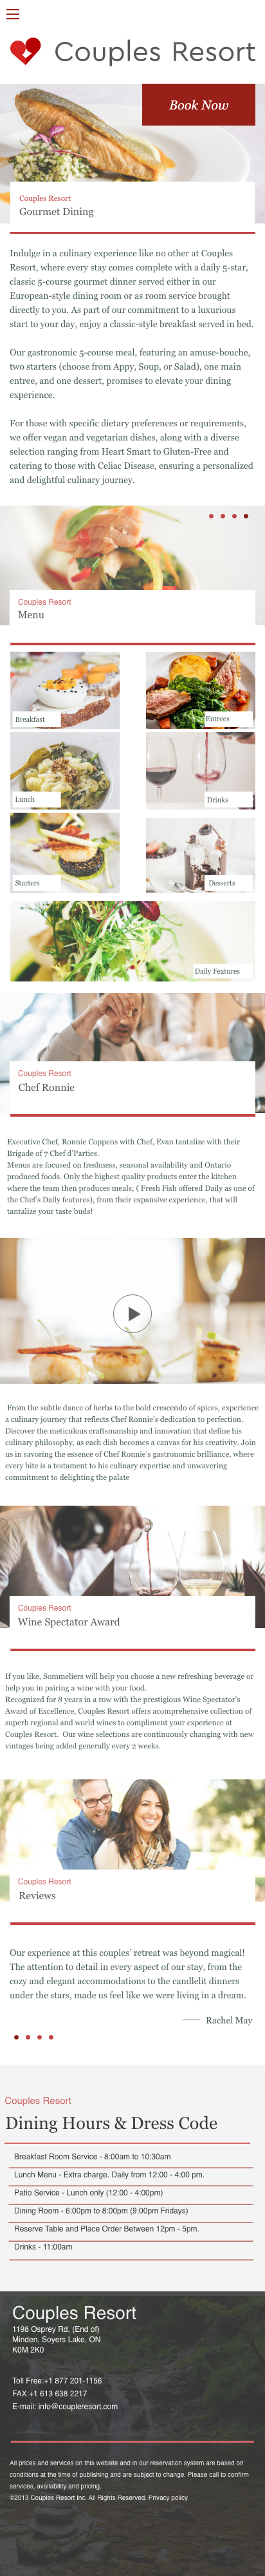 Couples Resort
Book Now
Couples Resort
Gourmet Dining
Indulge in a culinary experience like no other at Couples
Resort, where every stay comes complete with a daily 5-star,
classic 5-course gourmet dinner served either in our
European-style dining room or as room service brought
directly to you. As part of our commitment to a luxurious
start to your day, enjoy a classic-style breakfast served in bed.
Our gastronomic 5-course meal, featuring an amuse-bouche,
two starters (choose from Appy, Soup, or Salad), one main
entree, and one dessert, promises to elevate your dining
experience.
For those with specific dietary preferences or requirements,
we offer vegan and vegetarian dishes, along with a diverse
selection ranging from Heart Smart to Gluten-Free and
catering to those with Celiac Disease, ensuring a personalized
and delightful culinary journey.
Couples Resort
Menu
Breakfast
Entrees
Lunch
Drinks
Starters
Desserts
Daily Features
Couples Resort
Chef Ronnie
Executive Chef, Ronnie Coppens with Chef, Evan tantalize with their
Brigade of 7 Chef d'Parties.
Menus are focused on freshness, seasonal availability and Ontario
produced foods. Only the highest quality products enter the kitchen
where the team then produces meals; ( Fresh Fish offered Daily as one of
the Chef's Daily features), from their expansive experience, that will
tantalize your taste buds!
From the subtle dance of herbs to the bold crescendo of spices, experience
a culinary journey that reflects Chef Ronnie's dedication to perfection.
Discover the meticulous craftsmanship and innovation that define his
culinary philosophy, as each dish becomes a canvas for his creativity. Join
us in savoring the essence of Chef Ronnie's gastronomic brilliance, where
every bite is a testament to his culinary expertise and unwavering
commitment to delighting the palate
Couples Resort
Wine Spectator Award
If you like, Sommeliers will help you choose a new refreshing beverage or
help you in pairing a wine with your food.
Recognized for 8 years in a row with the prestigious Wine Spectator's
Award of Excellence, Couples Resort offers acomprehensive collection of
superb regional and world wines to compliment your experience at
Couples Resort. Our wine selections are continuously changing with new
vintages being added generally every 2 weeks.
Couples Resort
Reviews
Our experience at this couples' retreat was beyond magical!
The attention to detail in every aspect of our stay, from the
cozy and elegant accommodations to the candlelit dinners
under the stars, made us feel like we were living in a dream.
Rachel May
Couples Resort
Dining Hours & Dress Code
Breakfast Room Service - 8:00am to 10:30am
Lunch Menu - Extra charge. Daily from 12:00 - 4:00 pm.
Patio Service - Lunch only (12:00 - 4:00pm)
Dining Room - 6:00pm to 8:00pm (9:00pm Fridays)
Reserve Table and Place Order Between 12pm - 5pm.
Drinks - 11:00am
Couples Resort
1198 Osprey Rd, (End of)
Minden, Soyers Lake, ON
K0M 2K0
Toll Free:+1 877 201-1156
FAX:+1 613 638 2217
E-mail: info@coupleresort.com
All prices and services on this website and in our reservation system are based on
conditions at the time of publishing and are subject to change. Please call to confirm
services, availability and pricing.
©2013 Couples Resort Inc. All Rights Reserved. Privacy policy